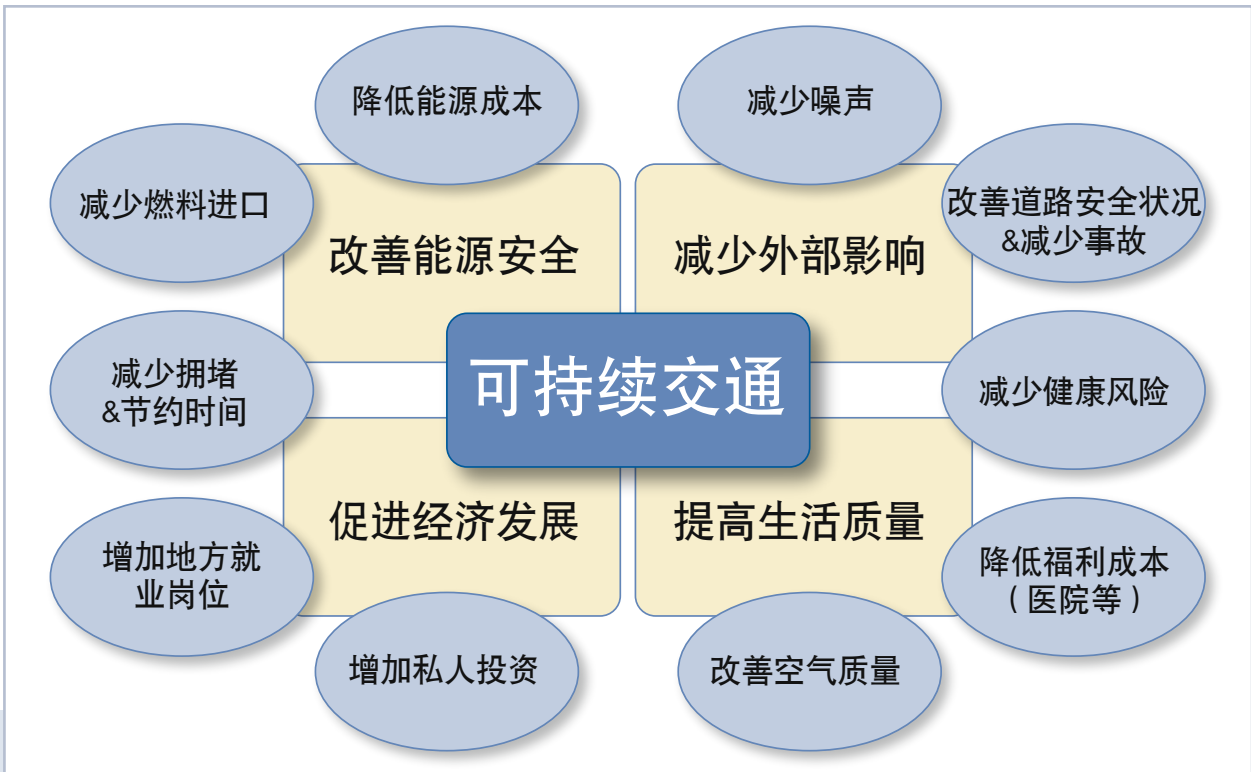 降低能源成本
减少噪声
减少燃料进口
改善道路安全状况
&减少事故
改善能源安全
减少外部影响
可持续交通
减少拥堵
&节约时间
减少健康风险
促进经济发展
提高生活质量
增加地方就
业岗位
降低福利成本
（医院等）
增加私人投资
改善空气质量